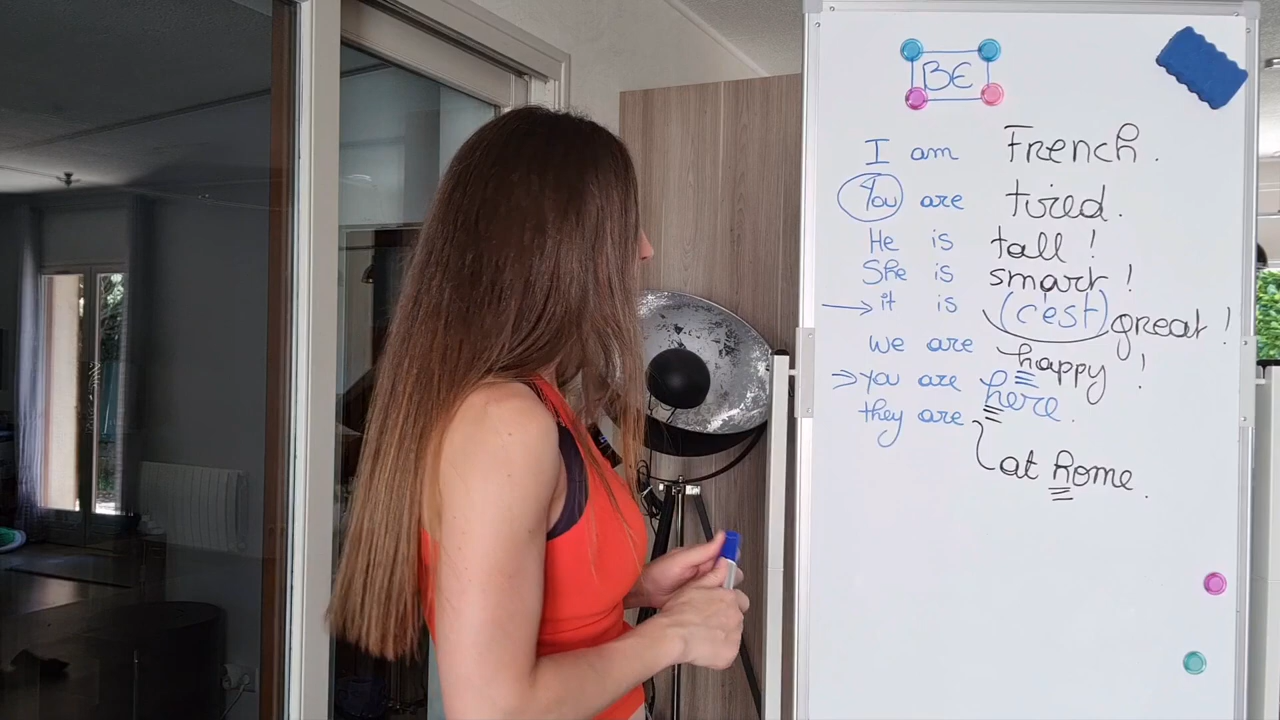 BE
I am French.
You are tired.
He is tall !
She is smart !
it is (c'est) great !
we are happy !
you are here.
they are at home.